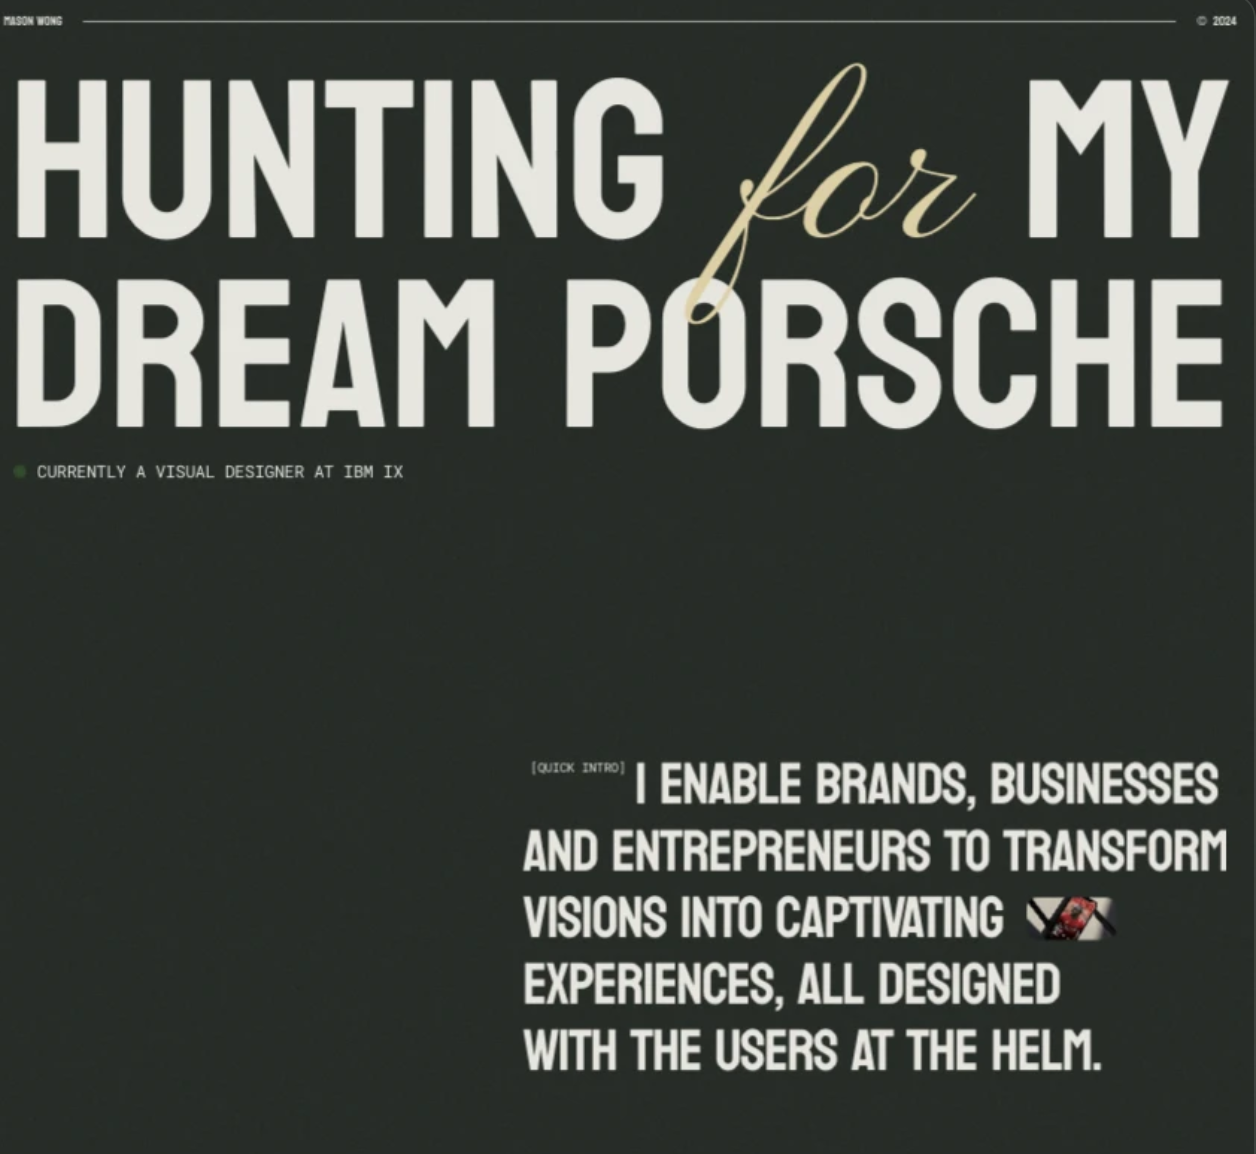 MASON WONG
© 2024
HUNTING for MY
DREAM PORSCHE
CURRENTLY A VISUAL DESIGNER AT IBM IX
[QUICK INTRO] I ENABLE BRANDS, BUSINESSES
AND ENTREPRENEURS TO TRANSFORM
VISIONS INTO CAPTIVATING
EXPERIENCES, ALL DESIGNED
WITH THE USERS AT THE HELM.